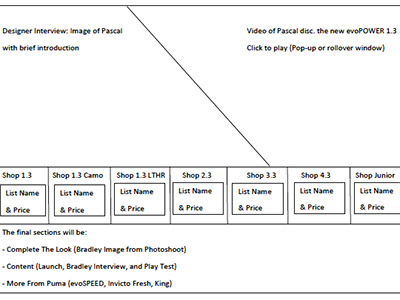 Designer Interview: Image of Pascal
with brief introduction
Video of Pascal disc. the new evoPOWER 1.3
Click to play (Pop-up or rollover window)
Shop 1.3
Shop 1.3 Camo
Shop 1.3 LTHR
Shop 2.3
Shop 3.3
Shop 4.3
Shop Junior
List Name
& Price
List Name
& Price
List Name
& Price
List Name
& Price
List Name
& Price
List Name
& Price
List Name
& Price
The final sections will be:
- Complete The Look (Bradley Image from Photoshoot)
- Content (Launch, Bradley Interview, and Play Test)
- More From Puma (evoSPEED, Invicto Fresh, King)